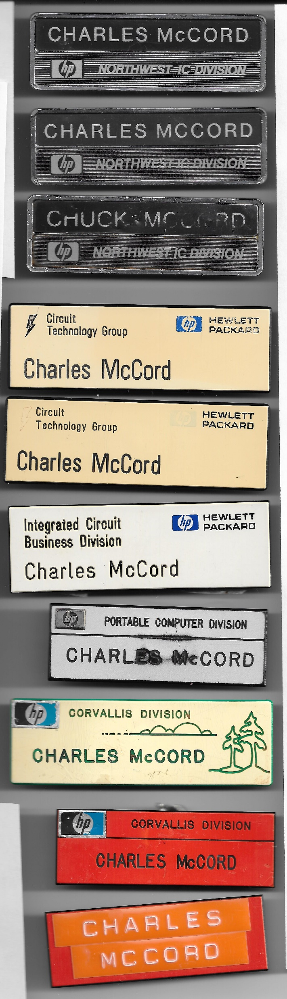 CHARLES McCORD
hp NORTHWEST IC DIVISION
CHARLES MCCORD
hp NORTHWEST IC DIVISION
CHUCK MCCORD
hp NORTHWEST IC DIVISION
Circuit
Technology Group
hp HEWLETT
PACKARD
Charles McCord
Circuit
Technology Group
hp HEWLETT
PACKARD
Charles McCord
Integrated Circuit
Business Division
hp HEWLETT
PACKARD
Charles McCord
hp PORTABLE COMPUTER DIVISION
CHARLES McCORD
hp CORVALLIS DIVISION
CHARLES McCORD
hp CORVALLIS DIVISION
CHARLES McCORD
CHARLES
MCCORD